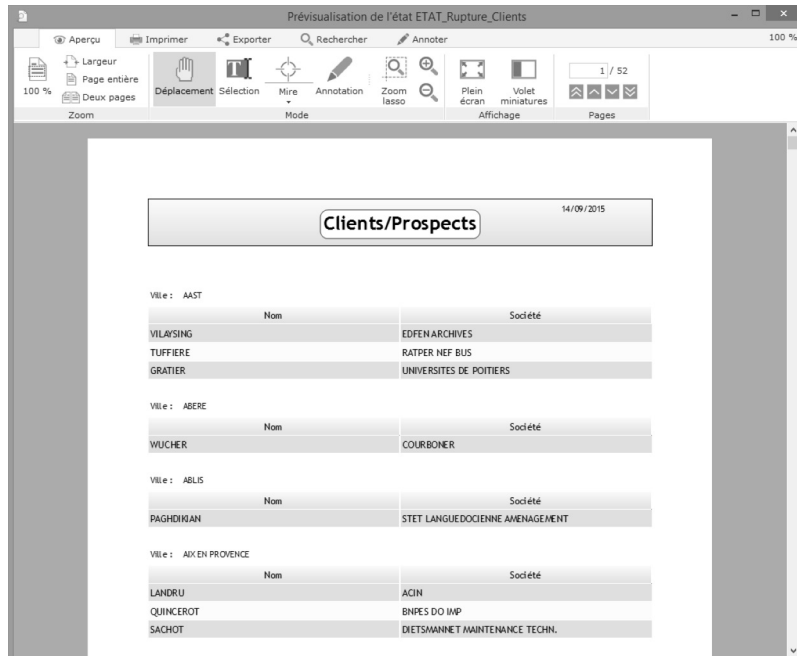 Prévisualisation de l'état ETAT_Rupture_Clients
Aperçu Imprimer Exporter Rechercher Annoter 100 %
100 %
Largeur
Page entière
Deux pages
Déplacement Sélection Mire Annotation Zoom lasso
Plein écran Volet miniatures
1 / 52
Zoom Mode Affichage Pages
Clients/Prospects
14/09/2015
Ville : AAST
Nom Société
VILAYSING EDFEN ARCHIVES
TUFFIERE RATPER NEF BUS
GRATIER UNIVERSITES DE POITIERS
Ville : ABERE
Nom Société
WUCHER COURBONER
Ville : ABLIS
Nom Société
PAGHDIKIAN STET LANGUEDOCIENNE AMENAGEMENT
Ville : AIX EN PROVENCE
Nom Société
LANDRU ACIN
QUINCEROT BNPES DO IMP
SACHOT DIETSMANNET MAINTENANCE TECHN.